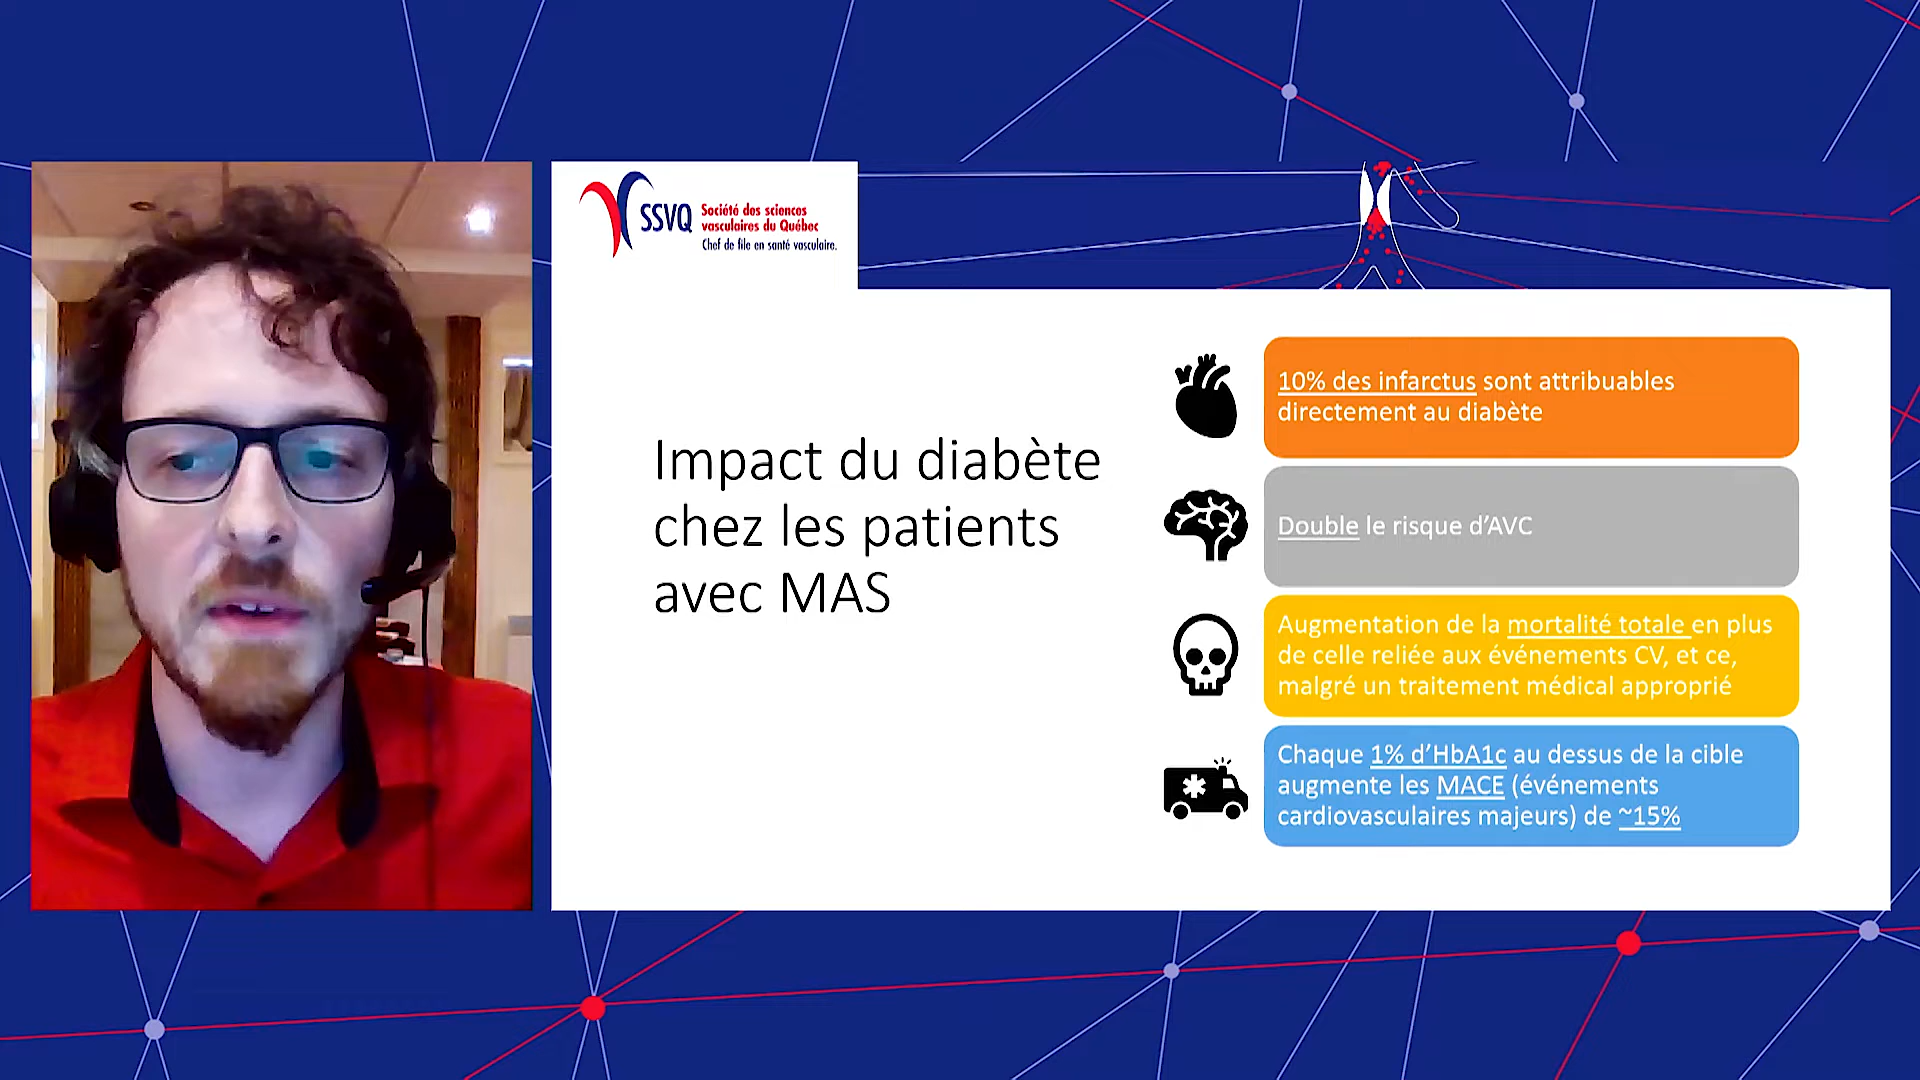 SSVQ
Société des sciences
vasculaires du Québec
Chef de file en santé vasculaire.
Impact du diabète
chez les patients
avec MAS
10% des infarctus sont attribuables
directement au diabète
Double le risque d’AVC
Augmentation de la mortalité totale en plus
de celle reliée aux événements CV, et ce,
malgré un traitement médical approprié
Chaque 1% d’HbA1c au dessus de la cible
augmente les MACE (événements
cardiovasculaires majeurs) de ~15%